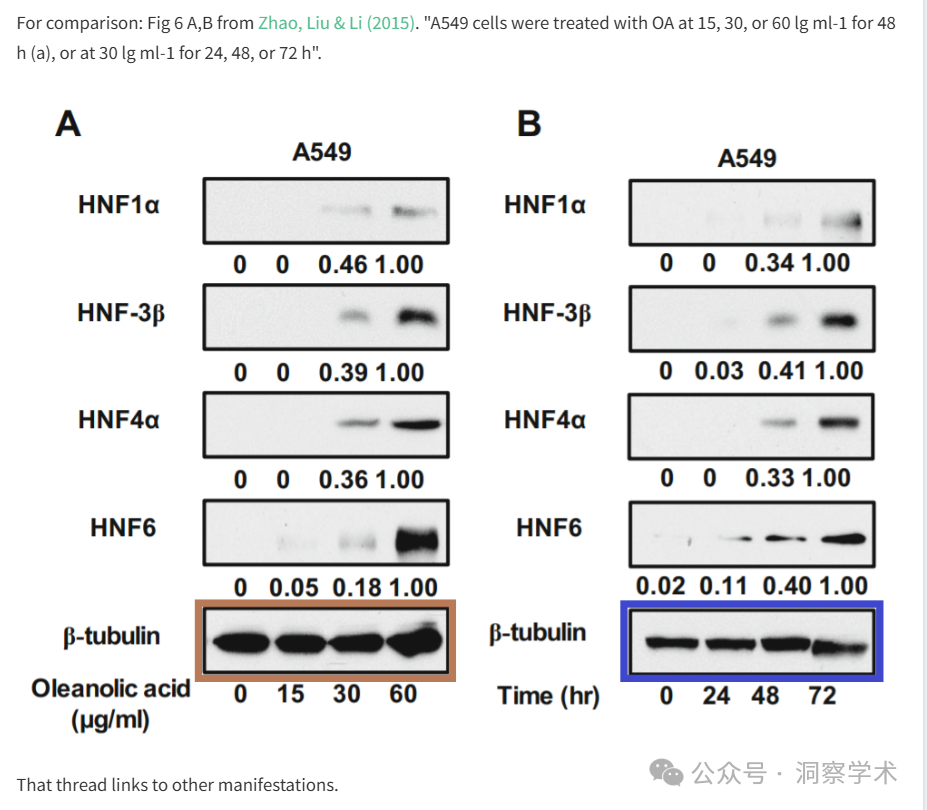 For comparison: Fig 6 A,B from Zhao, Liu & Li (2015). "A549 cells were treated with OA at 15, 30, or 60 lg ml-1 for 48
h (a), or at 30 lg ml-1 for 24, 48, or 72 h".
A
A549
HNF1α
0 0 0.46 1.00
HNF-3β
0 0 0.39 1.00
HNF4α
0 0 0.36 1.00
HNF6
0 0.05 0.18 1.00
β-tubulin
Oleanolic acid 0 15 30 60
(μg/ml)
B
A549
HNF1α
0 0 0.34 1.00
HNF-3β
0 0.03 0.41 1.00
HNF4α
0 0 0.33 1.00
HNF6
0.02 0.11 0.40 1.00
β-tubulin
Time (hr) 0 24 48 72
公众号 · 洞察学术
That thread links to other manifestations.